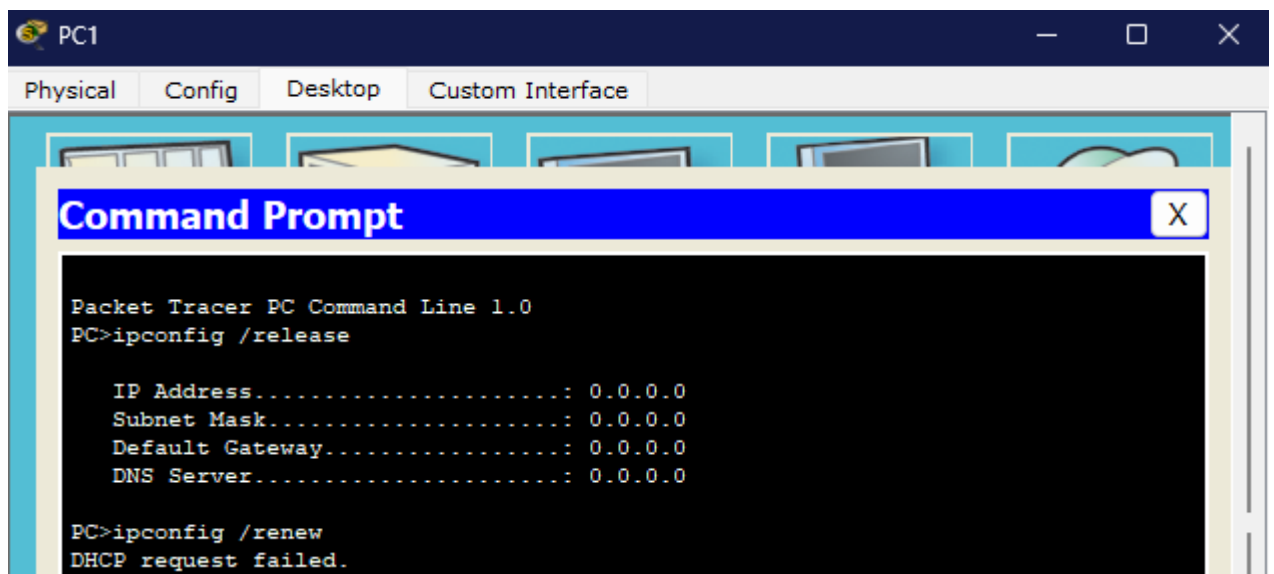 PC1
Physical Config Desktop Custom Interface
Command Prompt X
Packet Tracer PC Command Line 1.0
PC>ipconfig /release
IP Address......................: 0.0.0.0
Subnet Mask.....................: 0.0.0.0
Default Gateway.................: 0.0.0.0
DNS Server......................: 0.0.0.0
PC>ipconfig /renew
DHCP request failed.